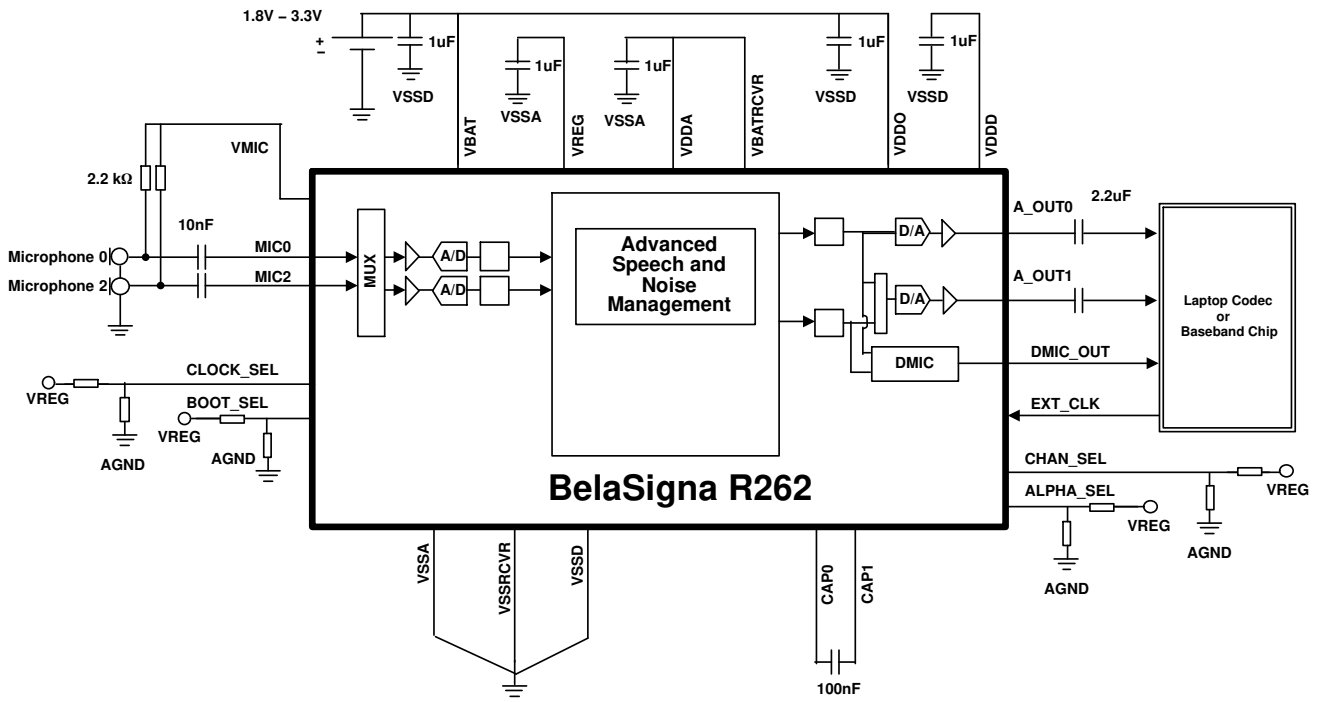 1.8V – 3.3V
+
–
1uF
VSSD
1uF
VSSA
1uF
VSSA
1uF
VSSD
1uF
VSSD
VBAT
VREG
VDDA
VBATRCVR
VDDO
VDDD
VMIC
2.2 kΩ
10nF
Microphone 0
MIC0
Microphone 2
MIC2
MUX
A/D
A/D
Advanced
Speech and
Noise
Management
D/A
D/A
DMIC
A_OUT0
2.2uF
A_OUT1
DMIC_OUT
EXT_CLK
Laptop Codec
or
Baseband Chip
CLOCK_SEL
VREG
AGND
BOOT_SEL
VREG
AGND
BelaSigna R262
CHAN_SEL
VREG
AGND
ALPHA_SEL
VREG
AGND
VSSA
VSSRCVR
VSSD
CAP0
CAP1
100nF